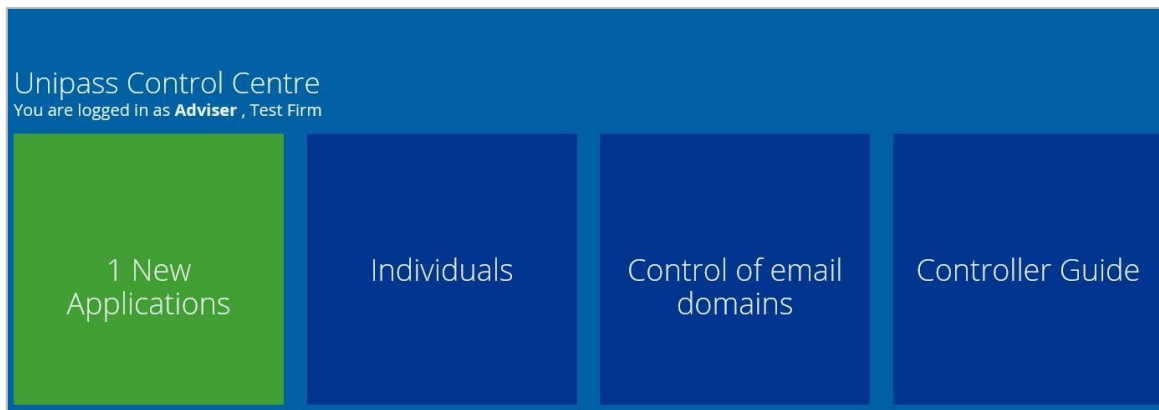 Unipass Control Centre
You are logged in as Adviser , Test Firm
1 New
Applications
Individuals
Control of email
domains
Controller Guide